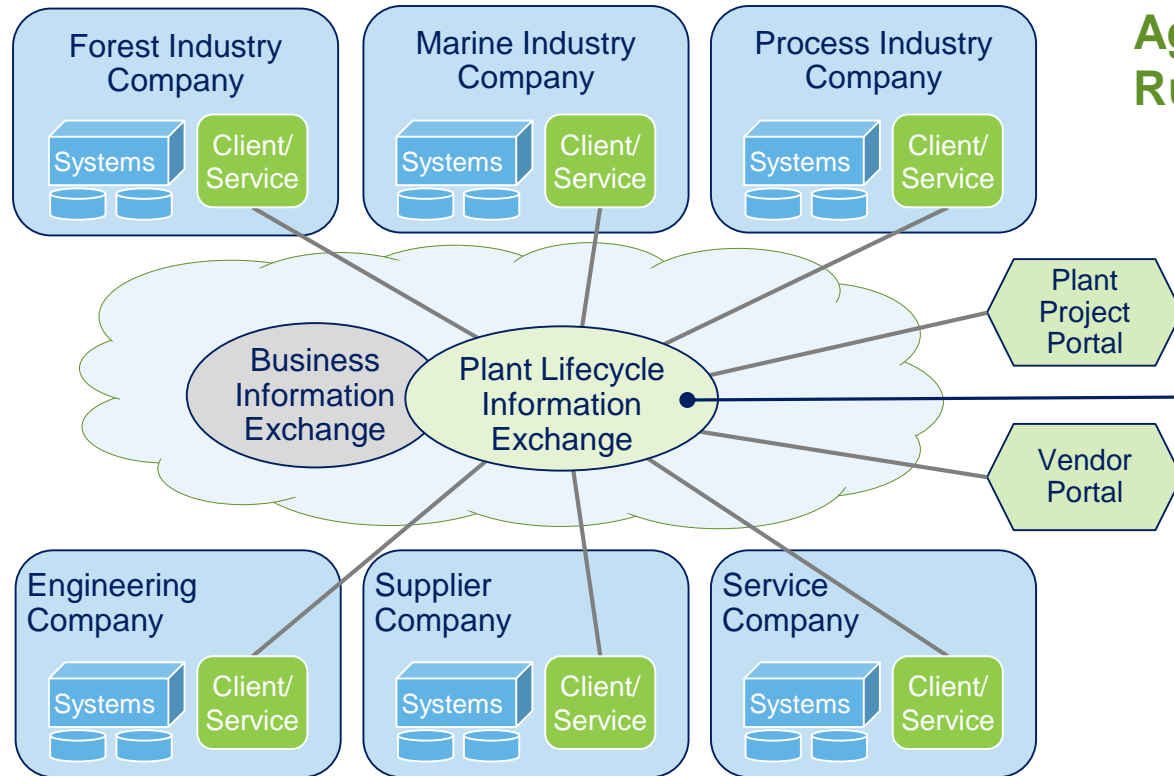 Forest Industry
Company
Systems
Client/
Service
Marine Industry
Company
Systems
Client/
Service
Process Industry
Company
Systems
Client/
Service
Business
Information
Exchange
Plant Lifecycle
Information
Exchange
Plant
Project
Portal
Vendor
Portal
Engineering
Company
Systems
Client/
Service
Supplier
Company
Systems
Client/
Service
Service
Company
Systems
Client/
Service